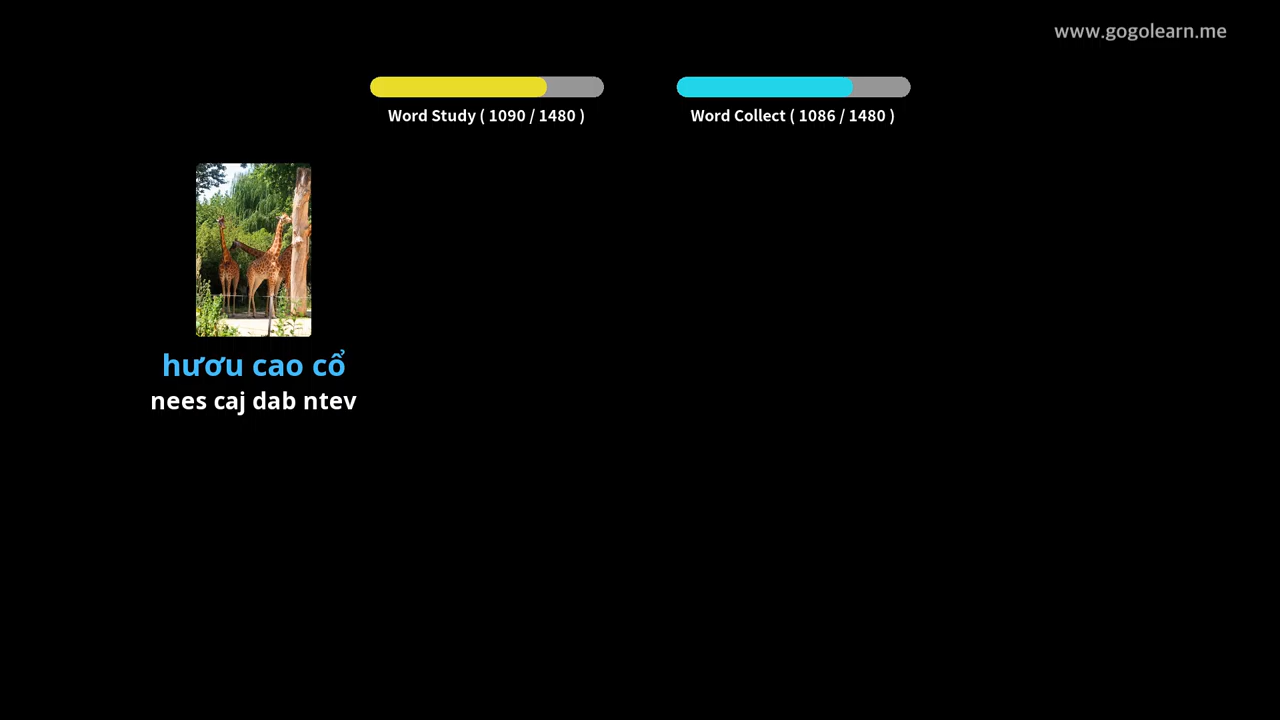 www.gogolearn.me
Word Study ( 1090 / 1480 )
Word Collect ( 1086 / 1480 )
hươu cao cổ
nees caj dab ntev